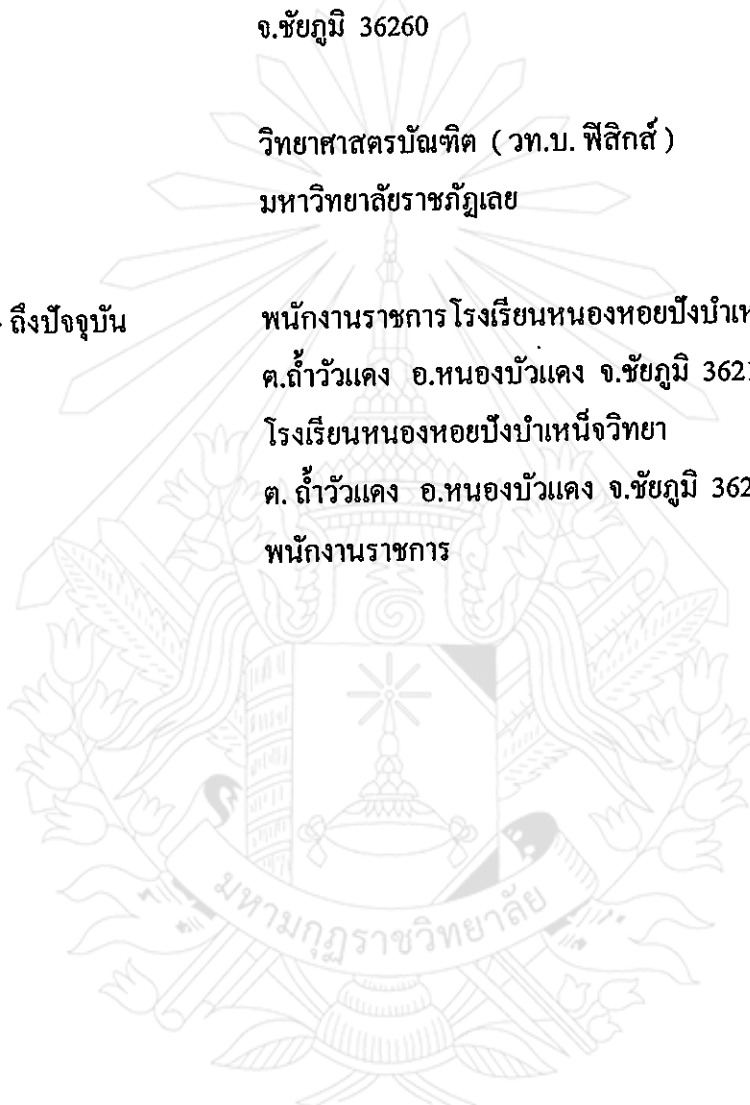 จ.ชัยภูมิ 36260
วิทยาศาสตรบัณฑิต ( วท.บ. ฟิสิกส์ )
มหาวิทยาลัยราชภัฏเลย
ถึงปัจจุบัน พนักงานราชการโรงเรียนหนองหอยปังบำเห
ต.ถ้ำวัวแดง อ.หนองบัวแดง จ.ชัยภูมิ 3621
โรงเรียนหนองหอยปังบำเหน็จวิทยา
ต. ถ้ำวัวแดง อ.หนองบัวแดง จ.ชัยภูมิ 362
พนักงานราชการ
มหามกุฏราชวิทยาลัย